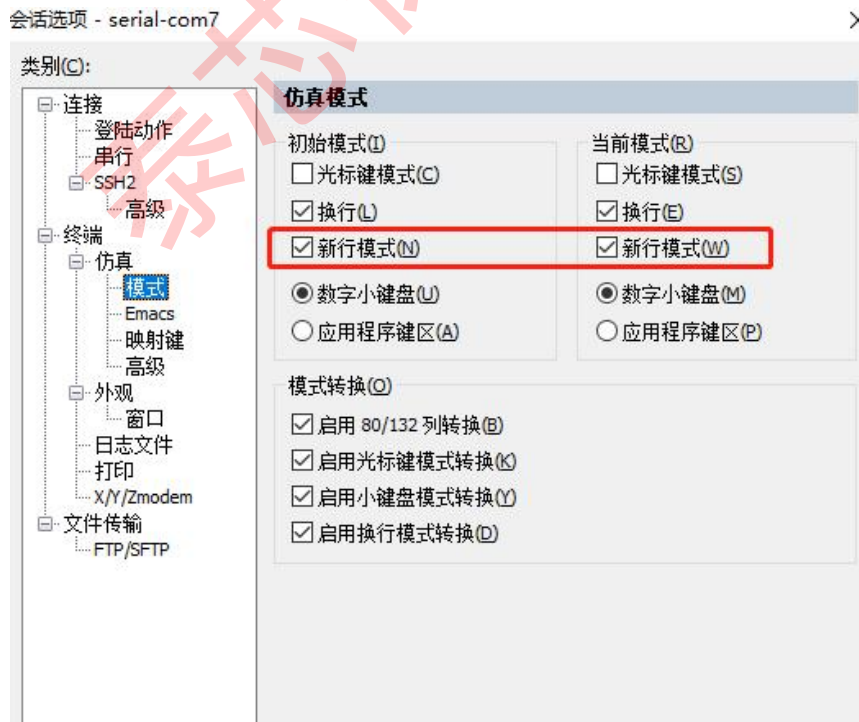 会话选项 - serial-com7
类别(C):
连接
登陆动作
串行
SSH2
高级
终端
仿真
模式
Emacs
映射键
高级
外观
窗口
日志文件
打印
X/Y/Zmodem
文件传输
FTP/SFTP
仿真模式
初始模式(I)
光标键模式(C)
换行(L)
新行模式(N)
数字小键盘(U)
应用程序键区(A)
当前模式(R)
光标键模式(S)
换行(E)
新行模式(W)
数字小键盘(M)
应用程序键区(P)
模式转换(O)
启用 80/132 列转换(B)
启用光标键模式转换(K)
启用小键盘模式转换(Y)
启用换行模式转换(D)
泰芯